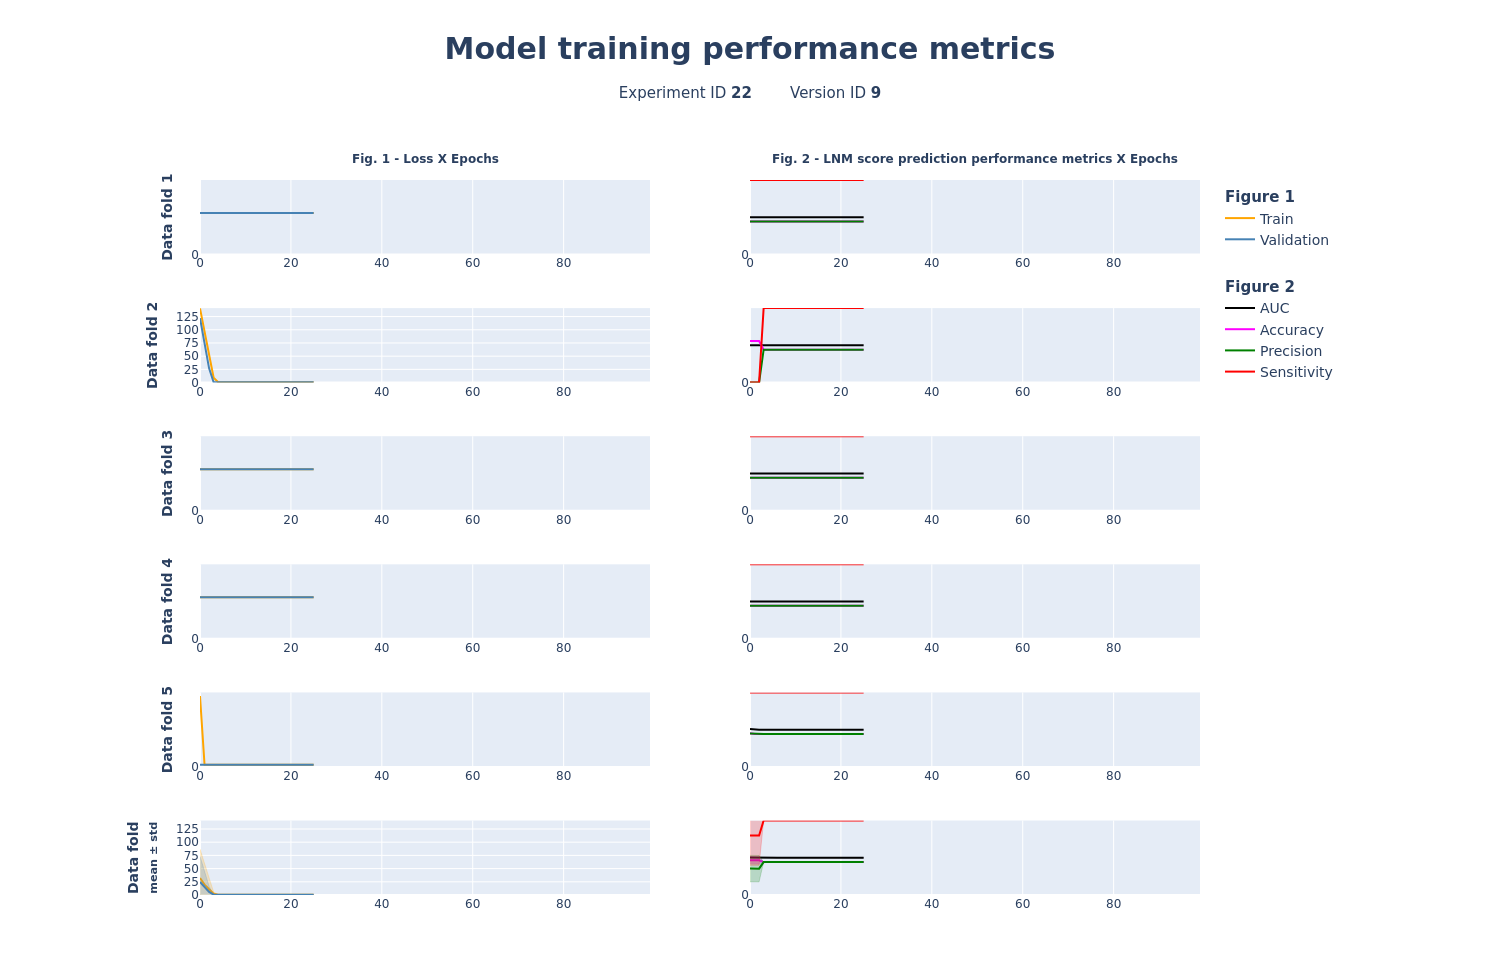 Model training performance metrics
Experiment ID 22 Version ID 9
Fig. 1 - Loss X Epochs
Fig. 2 - LNM score prediction performance metrics X Epochs
Data fold 1
0
0 20 40 60 80
0
0 20 40 60 80
Figure 1
Train
Validation
Figure 2
AUC
Accuracy
Precision
Sensitivity
Data fold 2
125
100
75
50
25
0
0 20 40 60 80
0
0 20 40 60 80
Data fold 3
0
0 20 40 60 80
0
0 20 40 60 80
Data fold 4
0
0 20 40 60 80
0
0 20 40 60 80
Data fold 5
0
0 20 40 60 80
0
0 20 40 60 80
Data fold
mean ± std
125
100
75
50
25
0
0 20 40 60 80
0
0 20 40 60 80